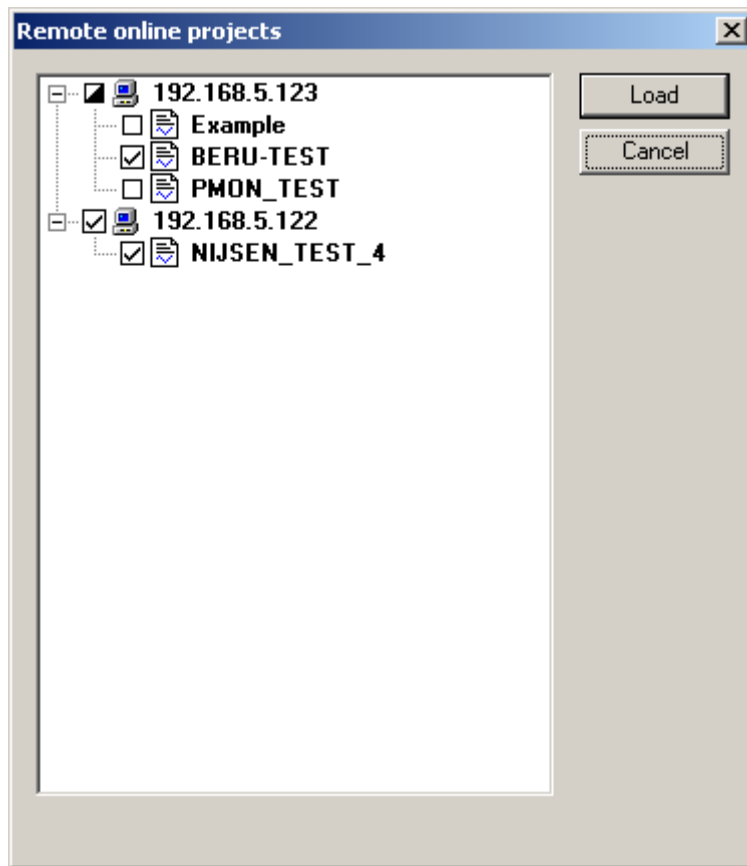 Remote online projects
192.168.5.123
Example
BERU-TEST
PMON_TEST
192.168.5.122
NIJSEN_TEST_4
Load
Cancel